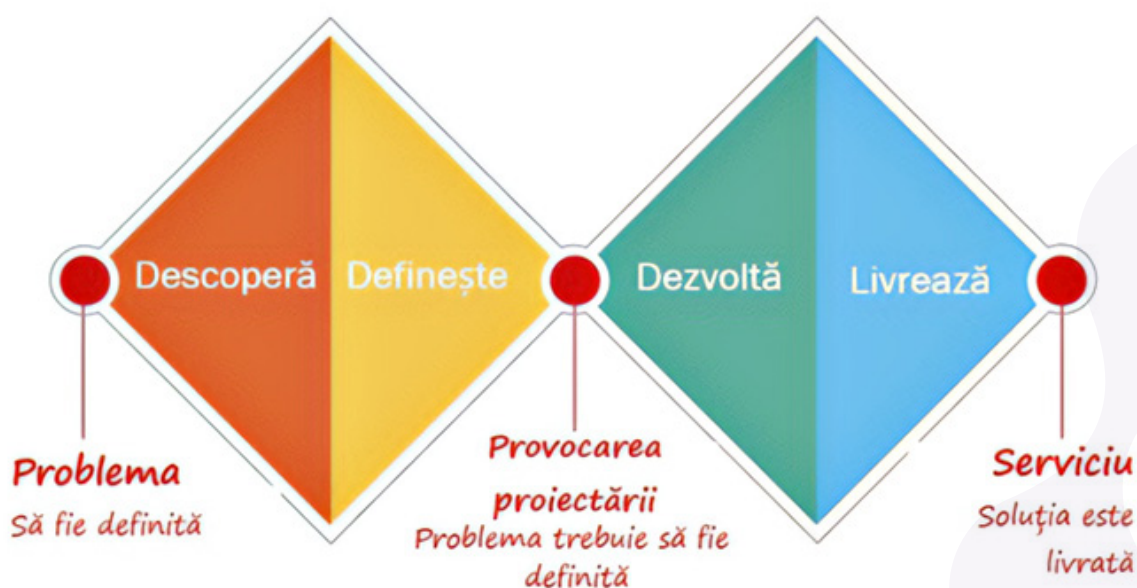 Descoperă
Definește
Dezvoltă
Livrează
Problema
Să fie definită
Provocarea
proiectării
Problema trebuie să fie
definită
Serviciu
Soluția este
livrată